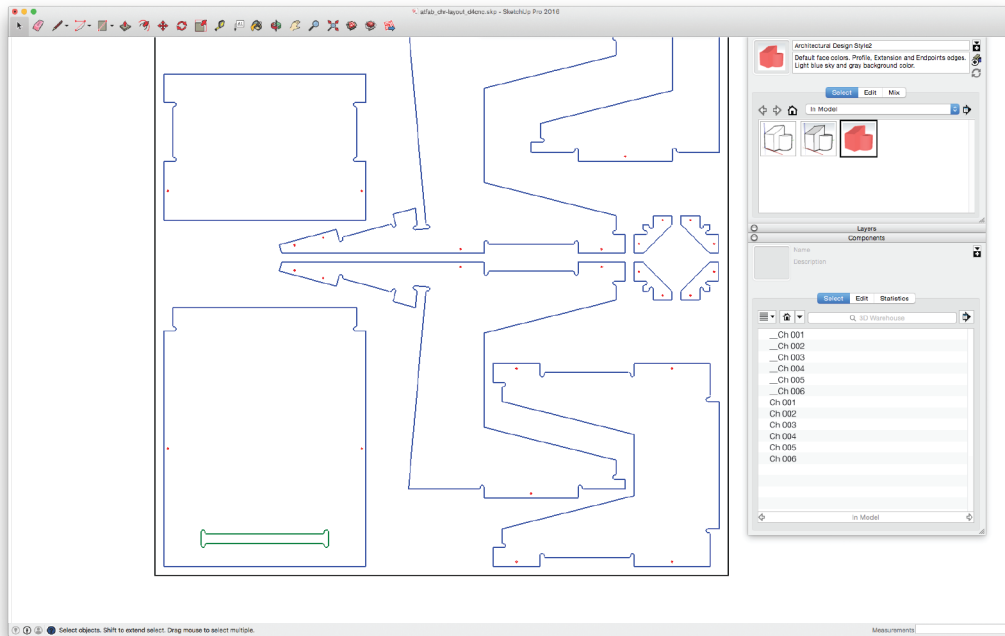 atfab_chr-layout_d4cnc.skp - SketchUp Pro 2016
Architectural Design Style2
Default face colors. Profile, Extension and Endpoints edges.
Light blue sky and gray background color.
Select Edit Mix
In Model
Layers
Components
Name
Description
Select Edit Statistics
3D Warehouse
__Ch 001
__Ch 002
__Ch 003
__Ch 004
__Ch 005
__Ch 006
Ch 001
Ch 002
Ch 003
Ch 004
Ch 005
Ch 006
In Model
Select objects. Shift to extend select. Drag mouse to select multiple.
Measurements